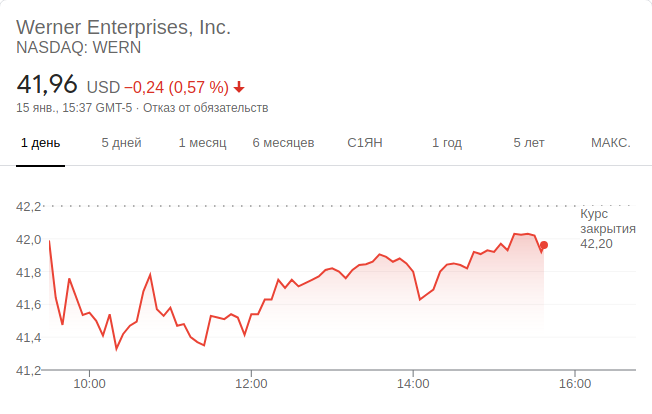 Werner Enterprises, Inc.
NASDAQ: WERN
41,96 USD −0,24 (0,57 %)
15 янв., 15:37 GMT-5 · Отказ от обязательств
1 день 5 дней 1 месяц 6 месяцев С1ЯН 1 год 5 лет МАКС.
42,2
Курс
закрытия
42,20
42,0
41,8
41,6
41,4
41,2
10:00 12:00 14:00 16:00